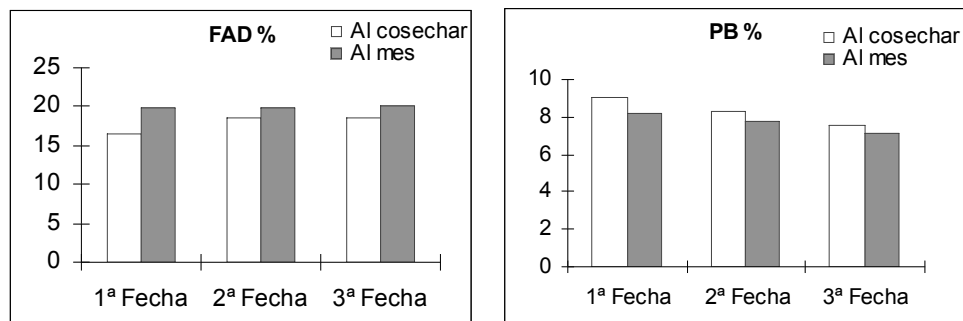 FAD %
Al cosechar
Al mes
25
20
15
10
5
0
1ª Fecha 2ª Fecha 3ª Fecha
PB %
Al cosechar
Al mes
10
8
6
4
2
0
1ª Fecha 2ª Fecha 3ª Fecha